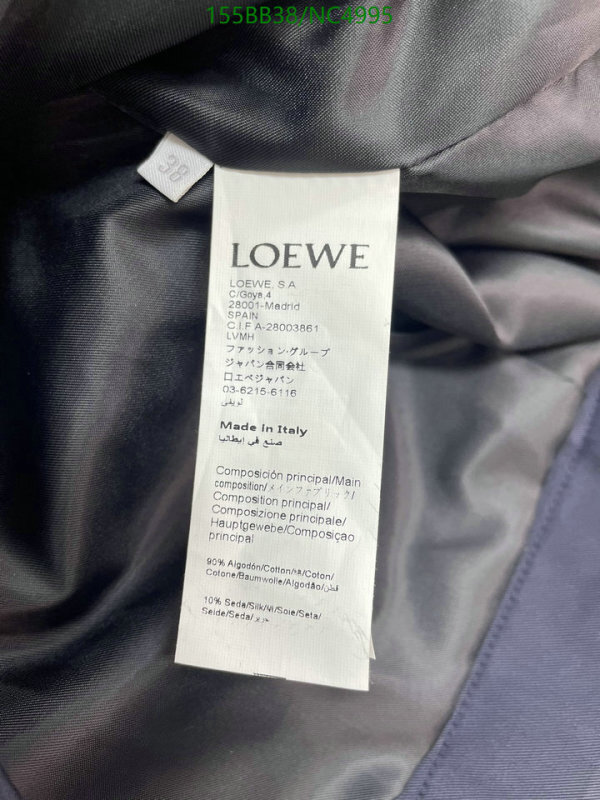 155BB38/NC4995
38
LOEWE
LOEWE, S.A
C/Goya,4
28001-Madrid
SPAIN
C.I.F A-28003861
LVMH
ファッション·グループ
ジャパン合同会社
ロエベジャパン
03-6215-6116
لويفي
Made in Italy
صنع في إيطاليا
Composición principal/Main
composition/メインファブリック/
Composition principal/
Composizione principale/
Hauptgewebe/Composiçao
principal
90% Algodón/Cotton/綿/Coton/
Cotone/Baumwolle/Algodão/قطن
10% Seda/Silk/絹/Soie/Seta/
Seide/Seda/حرير